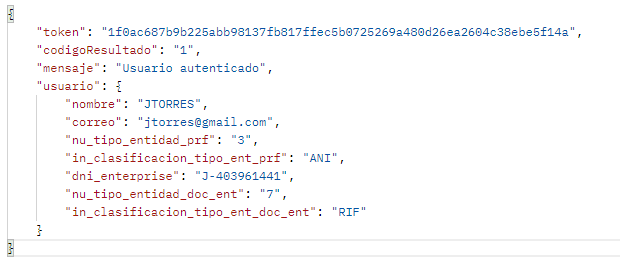 {
"token": "1f0ac687b9b225abb98137fb817ffec5b0725269a480d26ea2604c38ebe5f14a",
"codigoResultado": "1",
"mensaje": "Usuario autenticado",
"usuario": {
"nombre": "JTORRES",
"correo": "jtorres@gmail.com",
"nu_tipo_entidad_prf": "3",
"in_clasificacion_tipo_ent_prf": "ANI",
"dni_enterprise": "J-403961441",
"nu_tipo_entidad_doc_ent": "7",
"in_clasificacion_tipo_ent_doc_ent": "RIF"
}
}